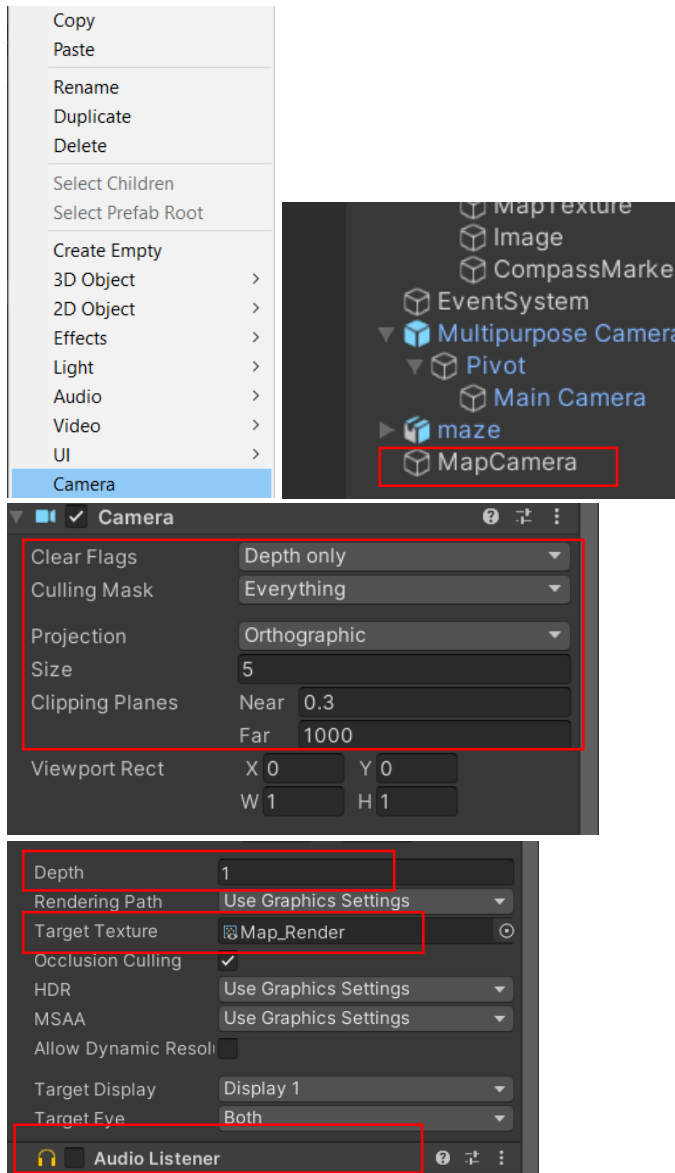 Copy
Paste
Rename
Duplicate
Delete
Select Children
Select Prefab Root
Create Empty
3D Object
2D Object
Effects
Light
Audio
Video
UI
Camera
MapTexture
Image
CompassMarke
EventSystem
Multipurpose Camera
Pivot
Main Camera
maze
MapCamera
Camera
Clear Flags Depth only
Culling Mask Everything
Projection Orthographic
Size 5
Clipping Planes Near 0.3
Far 1000
Viewport Rect X 0 Y 0
W 1 H 1
Depth 1
Rendering Path Use Graphics Settings
Target Texture Map_Render
Occlusion Culling
HDR Use Graphics Settings
MSAA Use Graphics Settings
Allow Dynamic Resol
Target Display Display 1
Target Eye Both
Audio Listener